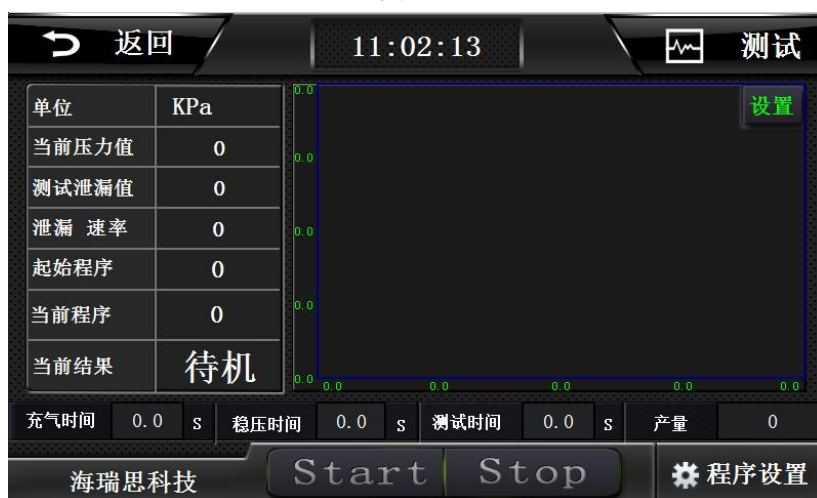 返回
11:02:13
测试
单位 KPa
当前压力值 0
测试泄漏值 0
泄漏 速率 0
起始程序 0
当前程序 0
当前结果 待机
0.0
0.0
0.0
0.0
0.0
设置
0.0 0.0 0.0 0.0 0.0
充气时间 0.0 S 稳压时间 0.0 S 测试时间 0.0 S 产量 0
海瑞思科技 Start Stop 程序设置